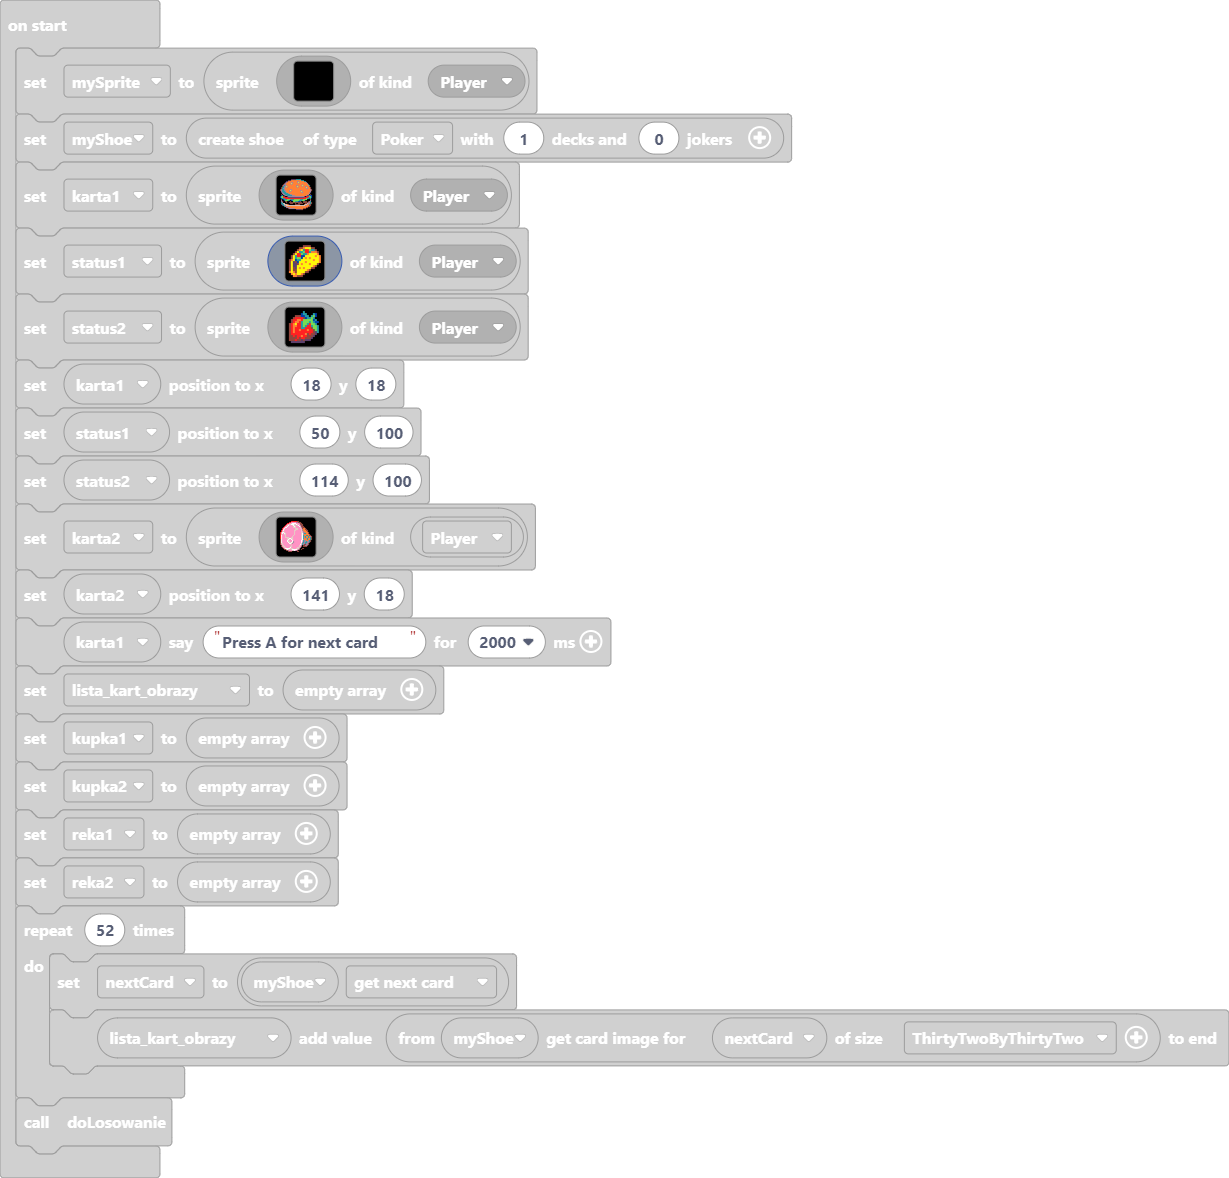 on start
set mySprite to sprite of kind Player
set myShoe to create shoe of type Poker with 1 decks and 0 jokers
set karta1 to sprite of kind Player
set status1 to sprite of kind Player
set status2 to sprite of kind Player
set karta1 position to x 18 y 18
set status1 position to x 50 y 100
set status2 position to x 114 y 100
set karta2 to sprite of kind Player
set karta2 position to x 141 y 18
karta1 say "Press A for next card" for 2000 ms
set lista_kart_obrazy to empty array
set kupka1 to empty array
set kupka2 to empty array
set reka1 to empty array
set reka2 to empty array
repeat 52 times
do
set nextCard to myShoe get next card
lista_kart_obrazy add value from myShoe get card image for nextCard of size ThirtyTwoByThirtyTwo to end
call doLosowanie